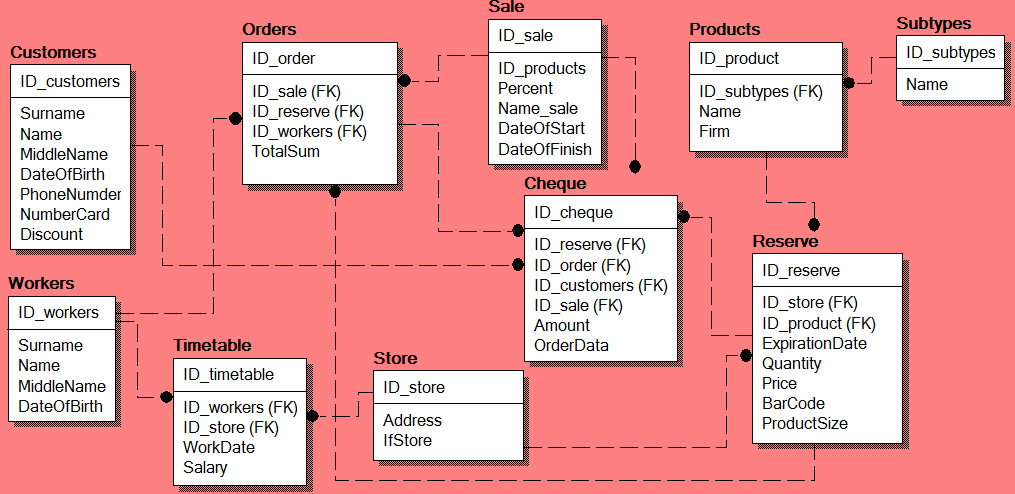 Customers
ID_customers
Surname
Name
MiddleName
DateOfBirth
PhoneNumder
NumberCard
Discount
Orders
ID_order
ID_sale (FK)
ID_reserve (FK)
ID_workers (FK)
TotalSum
Sale
ID_sale
ID_products
Percent
Name_sale
DateOfStart
DateOfFinish
Products
ID_product
ID_subtypes (FK)
Name
Firm
Subtypes
ID_subtypes
Name
Cheque
ID_cheque
ID_reserve (FK)
ID_order (FK)
ID_customers (FK)
ID_sale (FK)
Amount
OrderData
Reserve
ID_reserve
ID_store (FK)
ID_product (FK)
ExpirationDate
Quantity
Price
BarCode
ProductSize
Workers
ID_workers
Surname
Name
MiddleName
DateOfBirth
Timetable
ID_timetable
ID_workers (FK)
ID_store (FK)
WorkDate
Salary
Store
ID_store
Address
IfStore